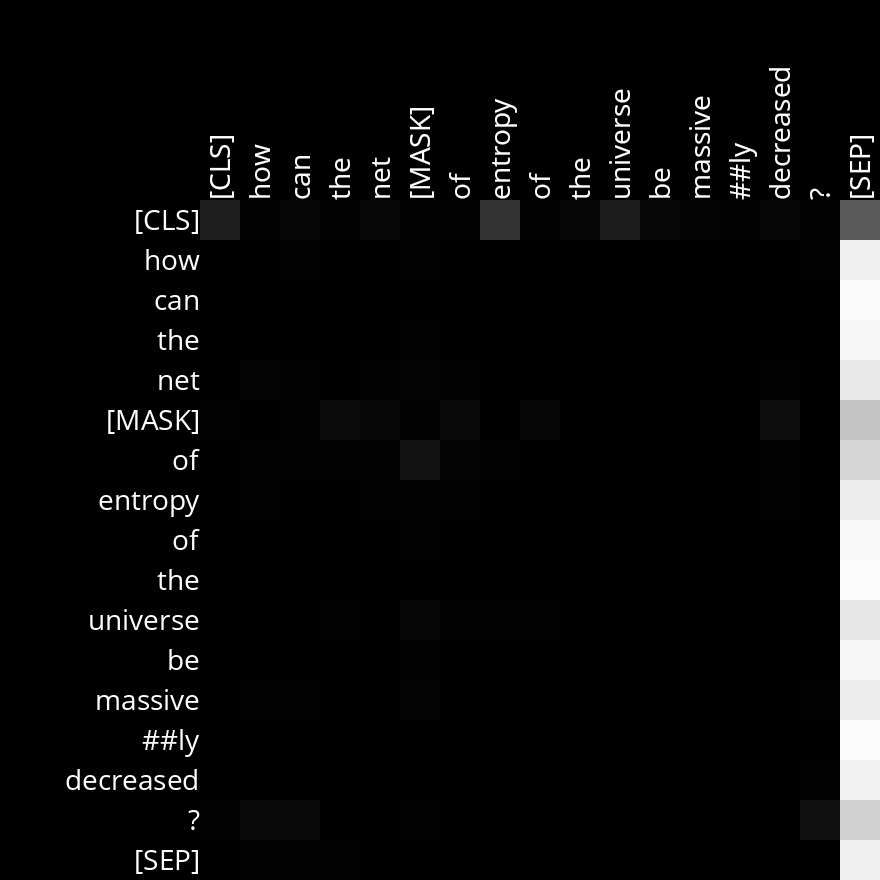 [CLS] how can the net [MASK] of entropy of the universe be massive ##ly decreased ? [SEP]
[CLS]
how
can
the
net
[MASK]
of
entropy
of
the
universe
be
massive
##ly
decreased
?
[SEP]